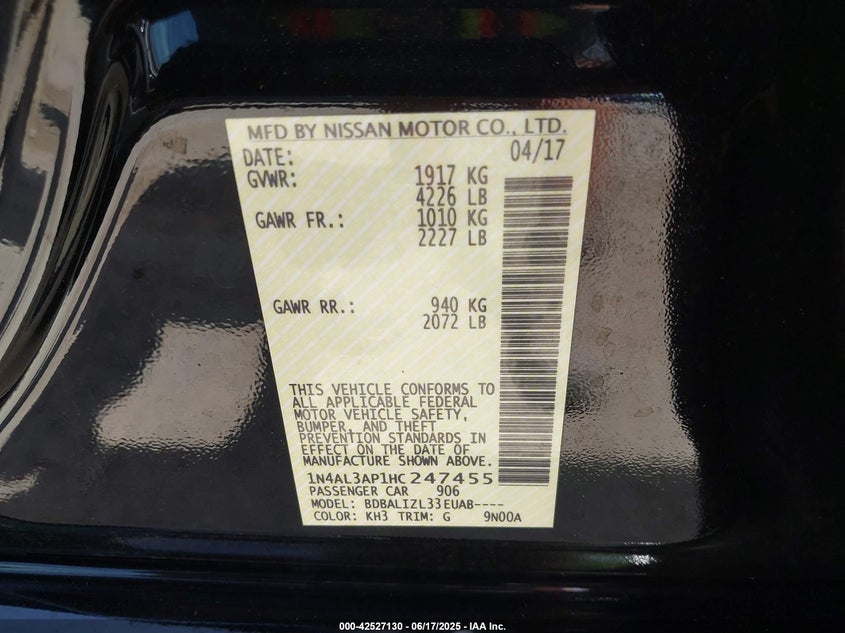 MFD BY NISSAN MOTOR CO., LTD.
DATE: 04/17
GVWR: 1917 KG
4226 LB
GAWR FR.: 1010 KG
2227 LB
GAWR RR.: 940 KG
2072 LB
THIS VEHICLE CONFORMS TO
ALL APPLICABLE FEDERAL
MOTOR VEHICLE SAFETY,
BUMPER, AND THEFT
PREVENTION STANDARDS IN
EFFECT ON THE DATE OF
MANUFACTURE SHOWN ABOVE.
1N4AL3AP1HC247455
PASSENGER CAR 906
MODEL: BDBALIZL33EUAB----
COLOR: KH3 TRIM: G 9N00A
000-42527130 - 06/17/2025 - IAA Inc.